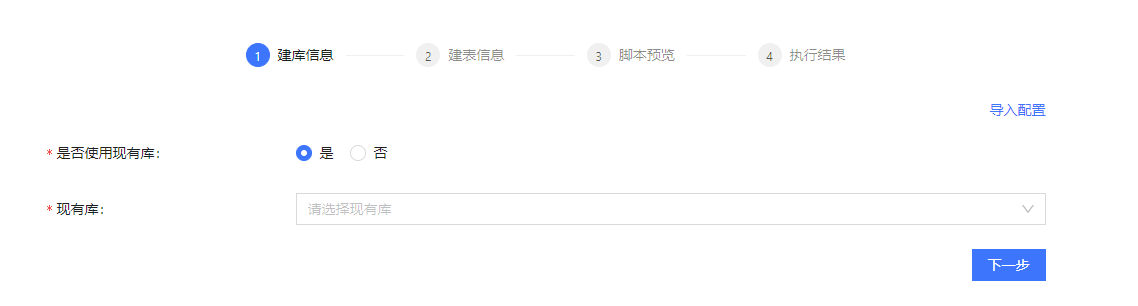 1 建库信息 2 建表信息 3 脚本预览 4 执行结果
导入配置
* 是否使用现有库: 是 否
* 现有库: 请选择现有库
下一步